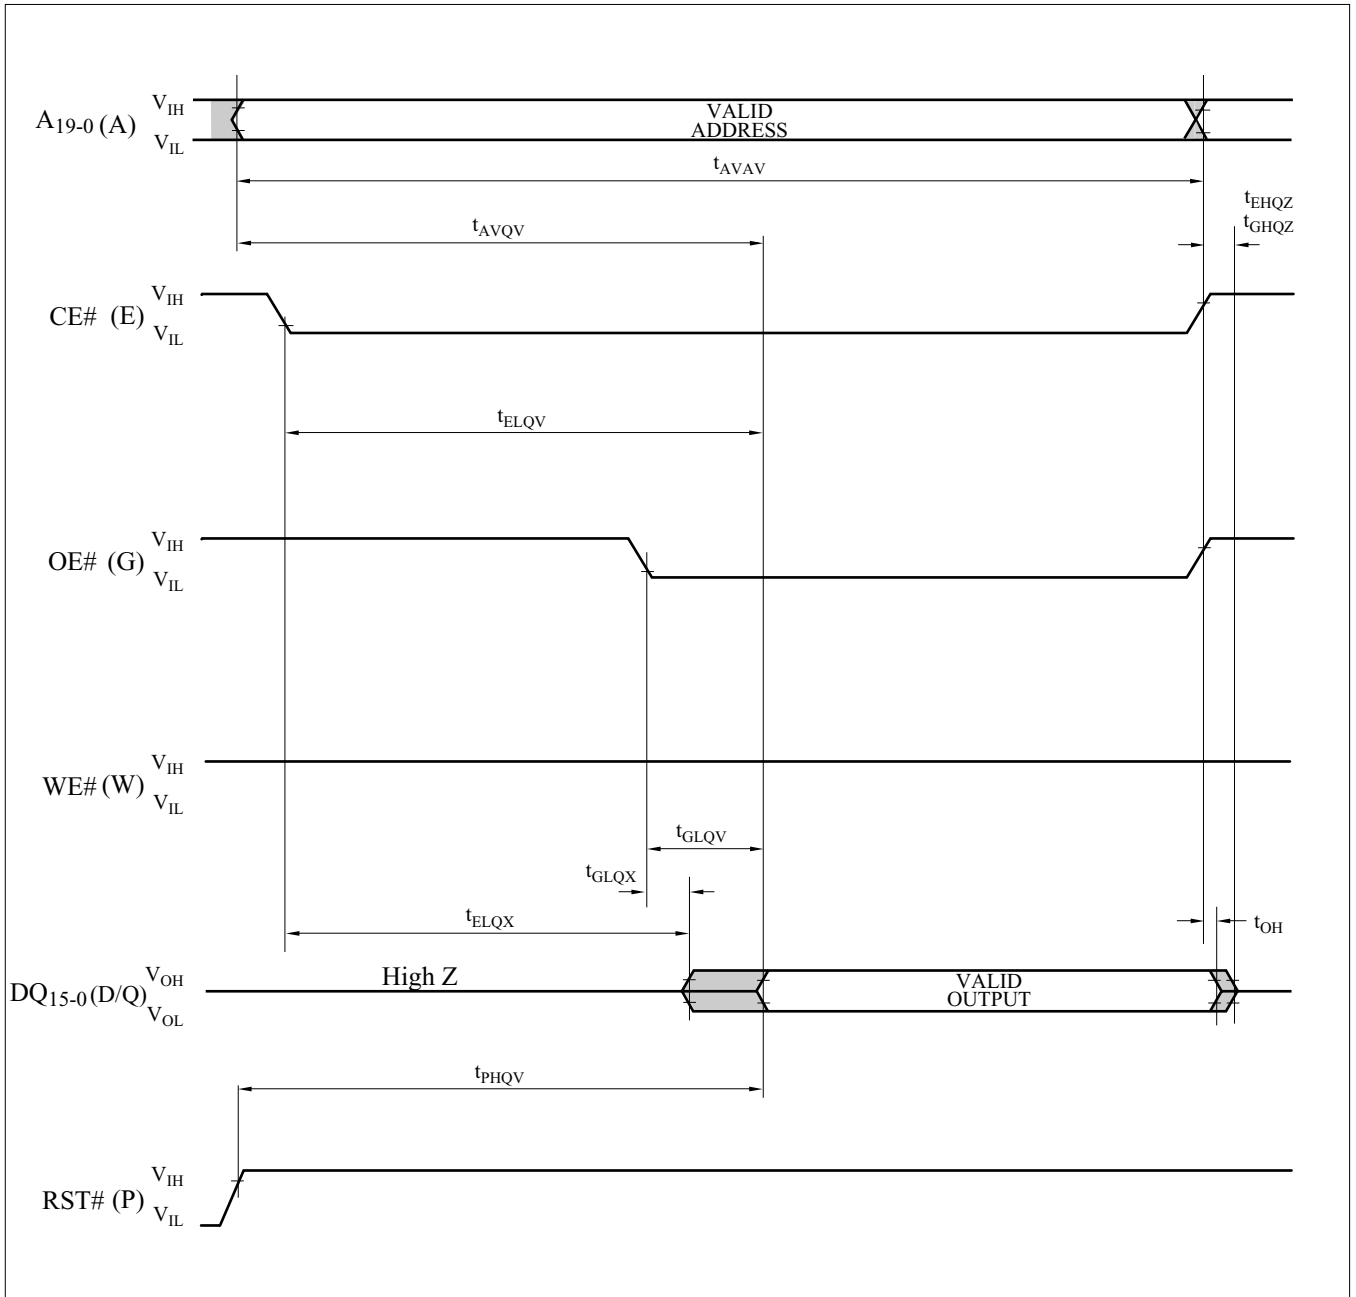 A19-0 (A)
VIH
VIL
VALID
ADDRESS
tAVAV
tEHQZ
tGHQZ
tAVQV
CE# (E)
VIH
VIL
tELQV
OE# (G)
VIH
VIL
WE# (W)
VIH
VIL
tGLQV
tGLQX
tELQX
tOH
DQ15-0 (D/Q)
VOH
VOL
High Z
VALID
OUTPUT
tPHQV
RST# (P)
VIH
VIL